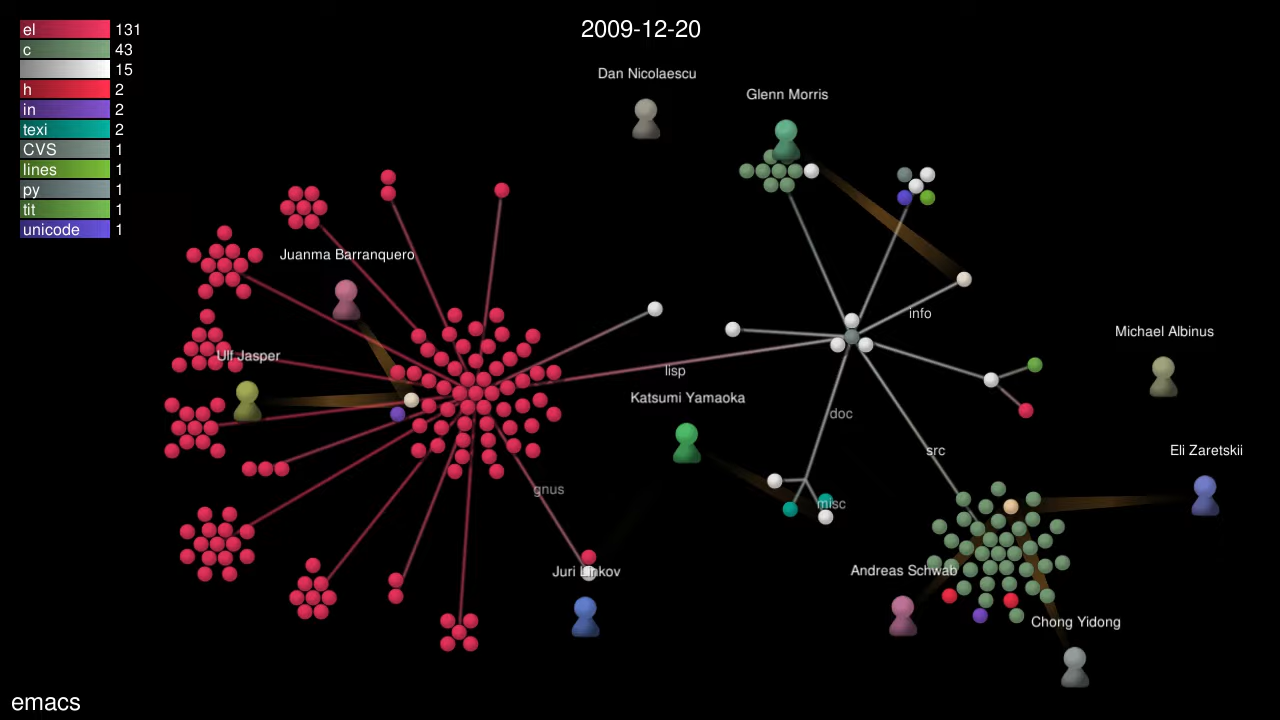 2009-12-20
el 131
c 43
15
h 2
in 2
texi 2
CVS 1
lines 1
py 1
tit 1
unicode 1
Dan Nicolaescu
Glenn Morris
Juanma Barranquero
info
Michael Albinus
Ulf Jasper
lisp
Katsumi Yamaoka
doc
src
Eli Zaretskii
gnus
misc
Juri Linkov
Andreas Schwab
Chong Yidong
emacs